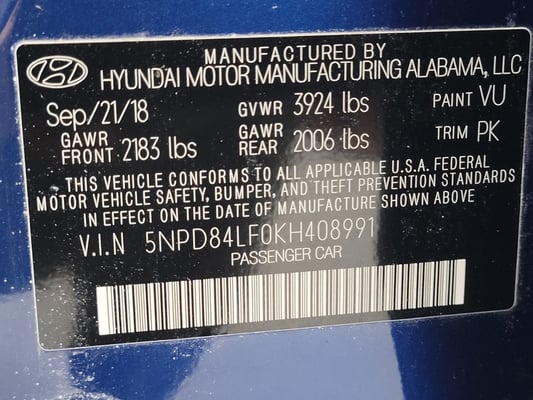 MANUFACTURED BY
HYUNDAI MOTOR MANUFACTURING ALABAMA, LLC
Sep/21/18 GVWR 3924 lbs PAINT VU
GAWR FRONT 2183 lbs GAWR REAR 2006 lbs TRIM PK
THIS VEHICLE CONFORMS TO ALL APPLICABLE U.S.A. FEDERAL
MOTOR VEHICLE SAFETY, BUMPER, AND THEFT PREVENTION STANDARDS
IN EFFECT ON THE DATE OF MANUFACTURE SHOWN ABOVE
V.I.N 5NPD84LF0KH408991
PASSENGER CAR